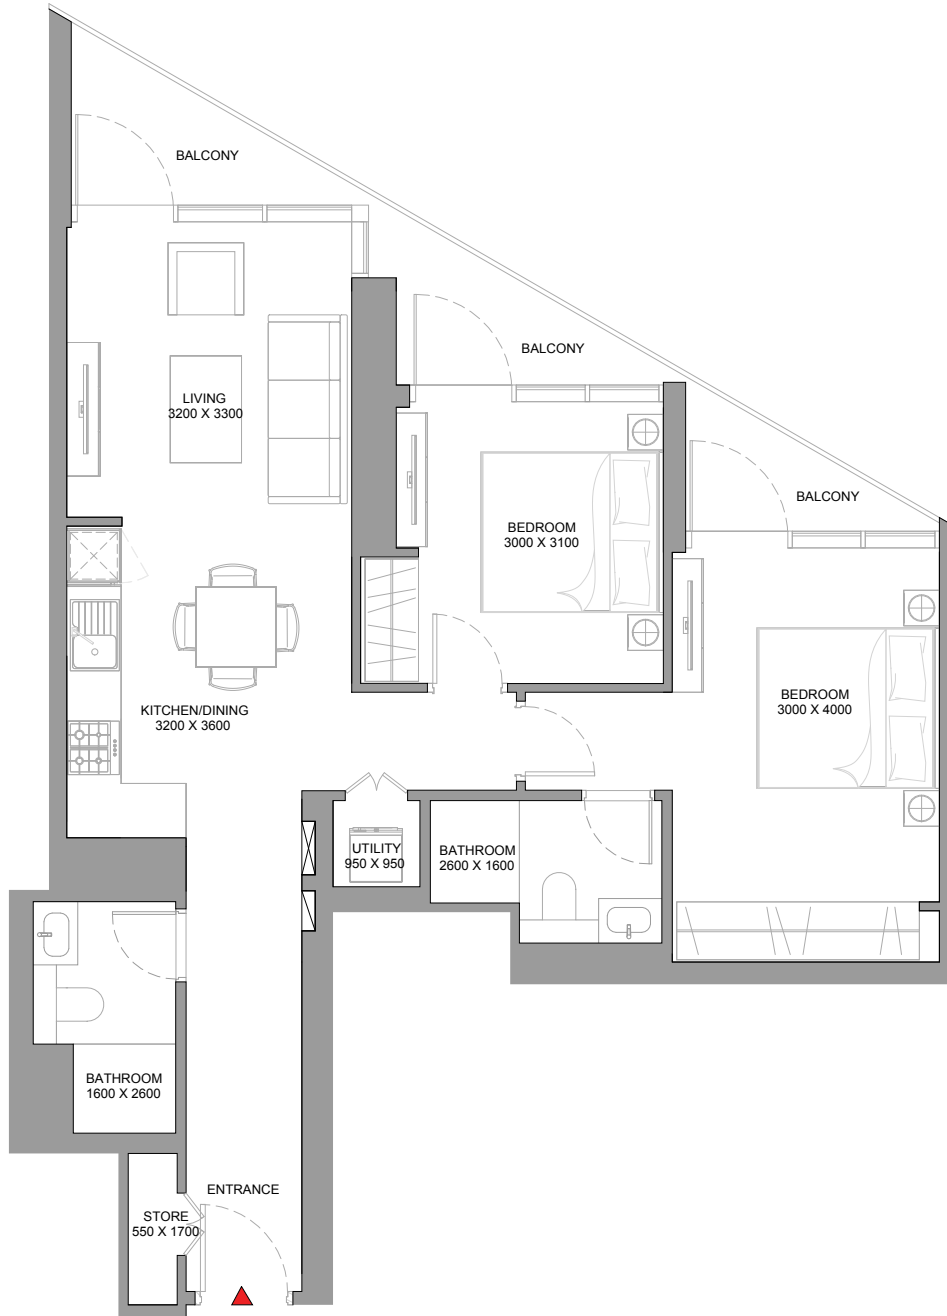 BALCONY
BALCONY
LIVING
3200 X 3300
BALCONY
BEDROOM
3000 X 3100
BEDROOM
3000 X 4000
KITCHEN/DINING
3200 X 3600
UTILITY
950 X 950
BATHROOM
2600 X 1600
BATHROOM
1600 X 2600
ENTRANCE
STORE
550 X 1700